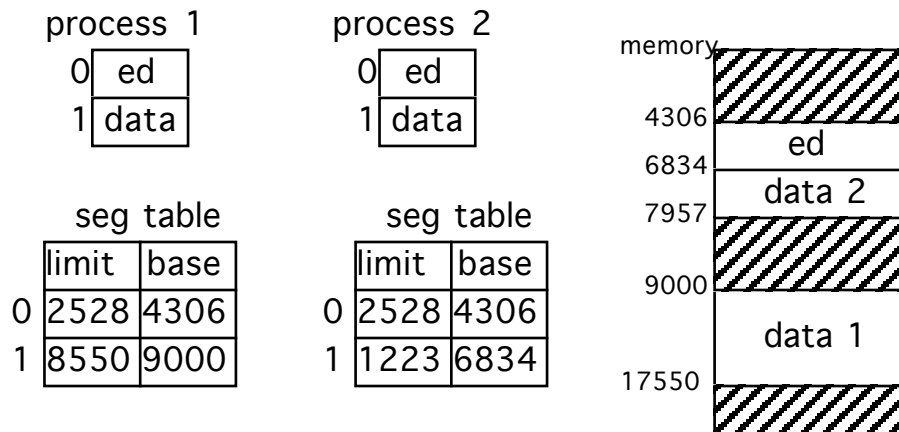 process 1
0 ed
1 data
process 2
0 ed
1 data
seg table
limit base
0 2528 4306
1 8550 9000
seg table
limit base
0 2528 4306
1 1223 6834
memory
4306
ed
6834
data 2
7957
9000
data 1
17550